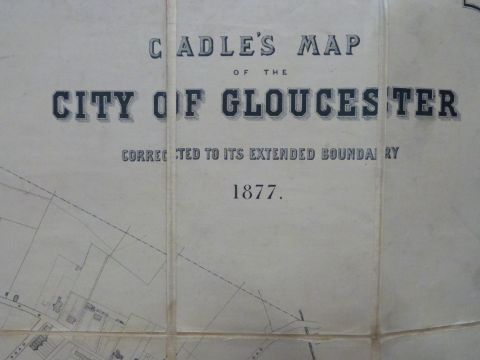 CADLE'S MAP
OF THE
CITY OF GLOUCESTER
CORRECTED TO ITS EXTENDED BOUNDARY
1877.